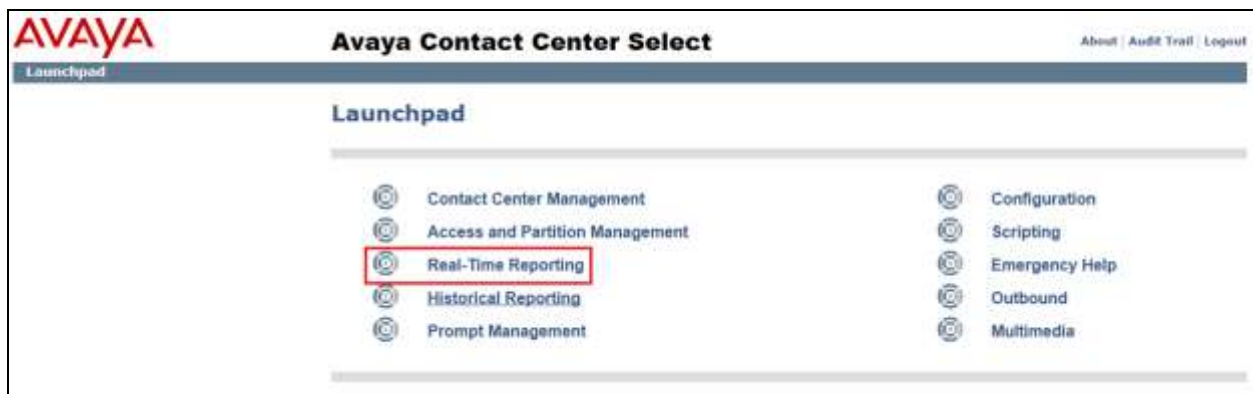 AVAYA
Avaya Contact Center Select
About | Audit Trail | Logout
Launchpad
Launchpad
Contact Center Management
Configuration
Access and Partition Management
Scripting
Real-Time Reporting
Emergency Help
Historical Reporting
Outbound
Prompt Management
Multimedia